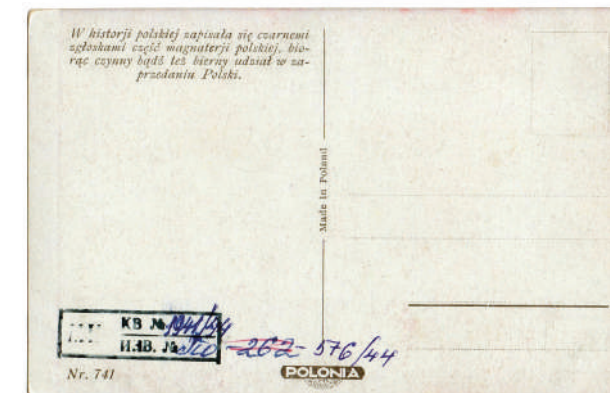 W historji polskiej zapisała się czarnemi
zgłoskami część magnaterji polskiej, bio-
rąc czynny bądź też bierny udział w za-
przedaniu Polski.
Made in Poland
КВ №
И.НВ. №
262 - 576/44
Nr. 741
POLONIA